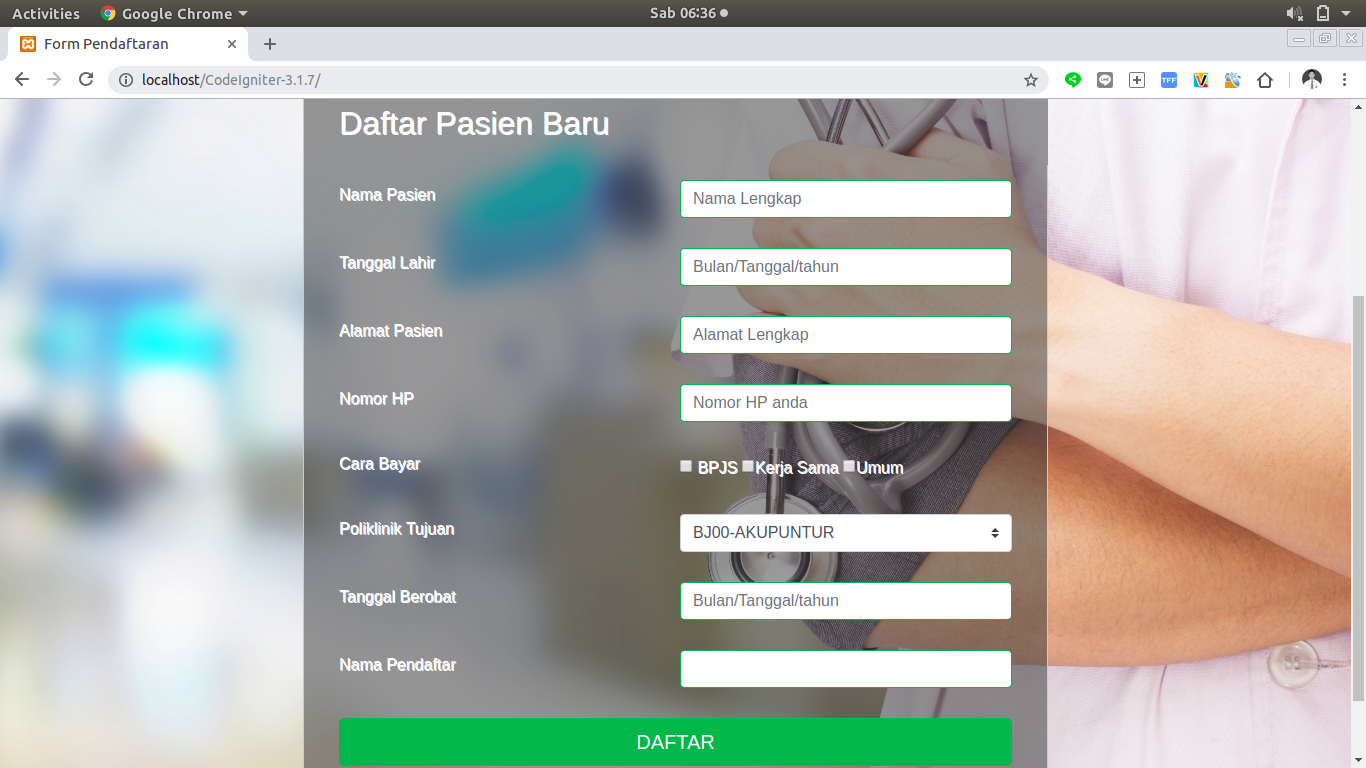 Activities Google Chrome Sab 06:36
Form Pendaftaran
localhost/CodeIgniter-3.1.7/ LINE TFF
Daftar Pasien Baru
Nama Pasien Nama Lengkap
Tanggal Lahir Bulan/Tanggal/tahun
Alamat Pasien Alamat Lengkap
Nomor HP Nomor HP anda
Cara Bayar BPJS Kerja Sama Umum
Poliklinik Tujuan BJ00-AKUPUNTUR
Tanggal Berobat Bulan/Tanggal/tahun
Nama Pendaftar
DAFTAR